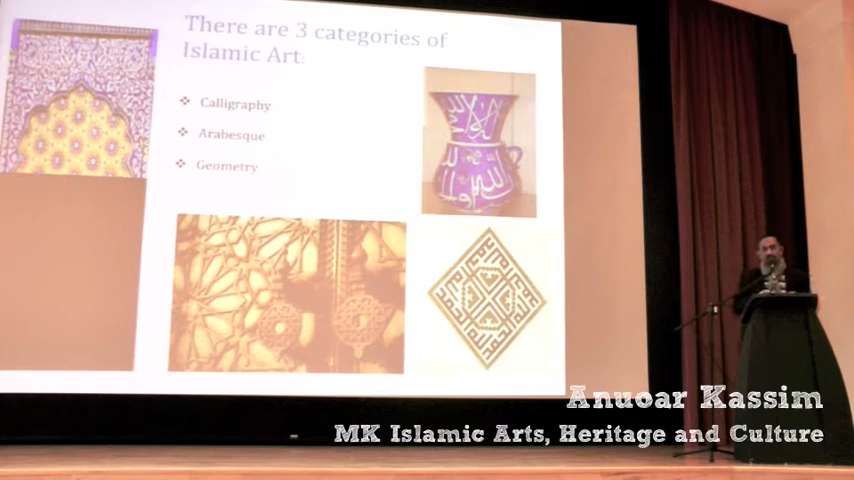 There are 3 categories of
Islamic Art:
❖ Calligraphy
❖ Arabesque
❖ Geometry
Anuoar Kassim
MK Islamic Arts, Heritage and Culture